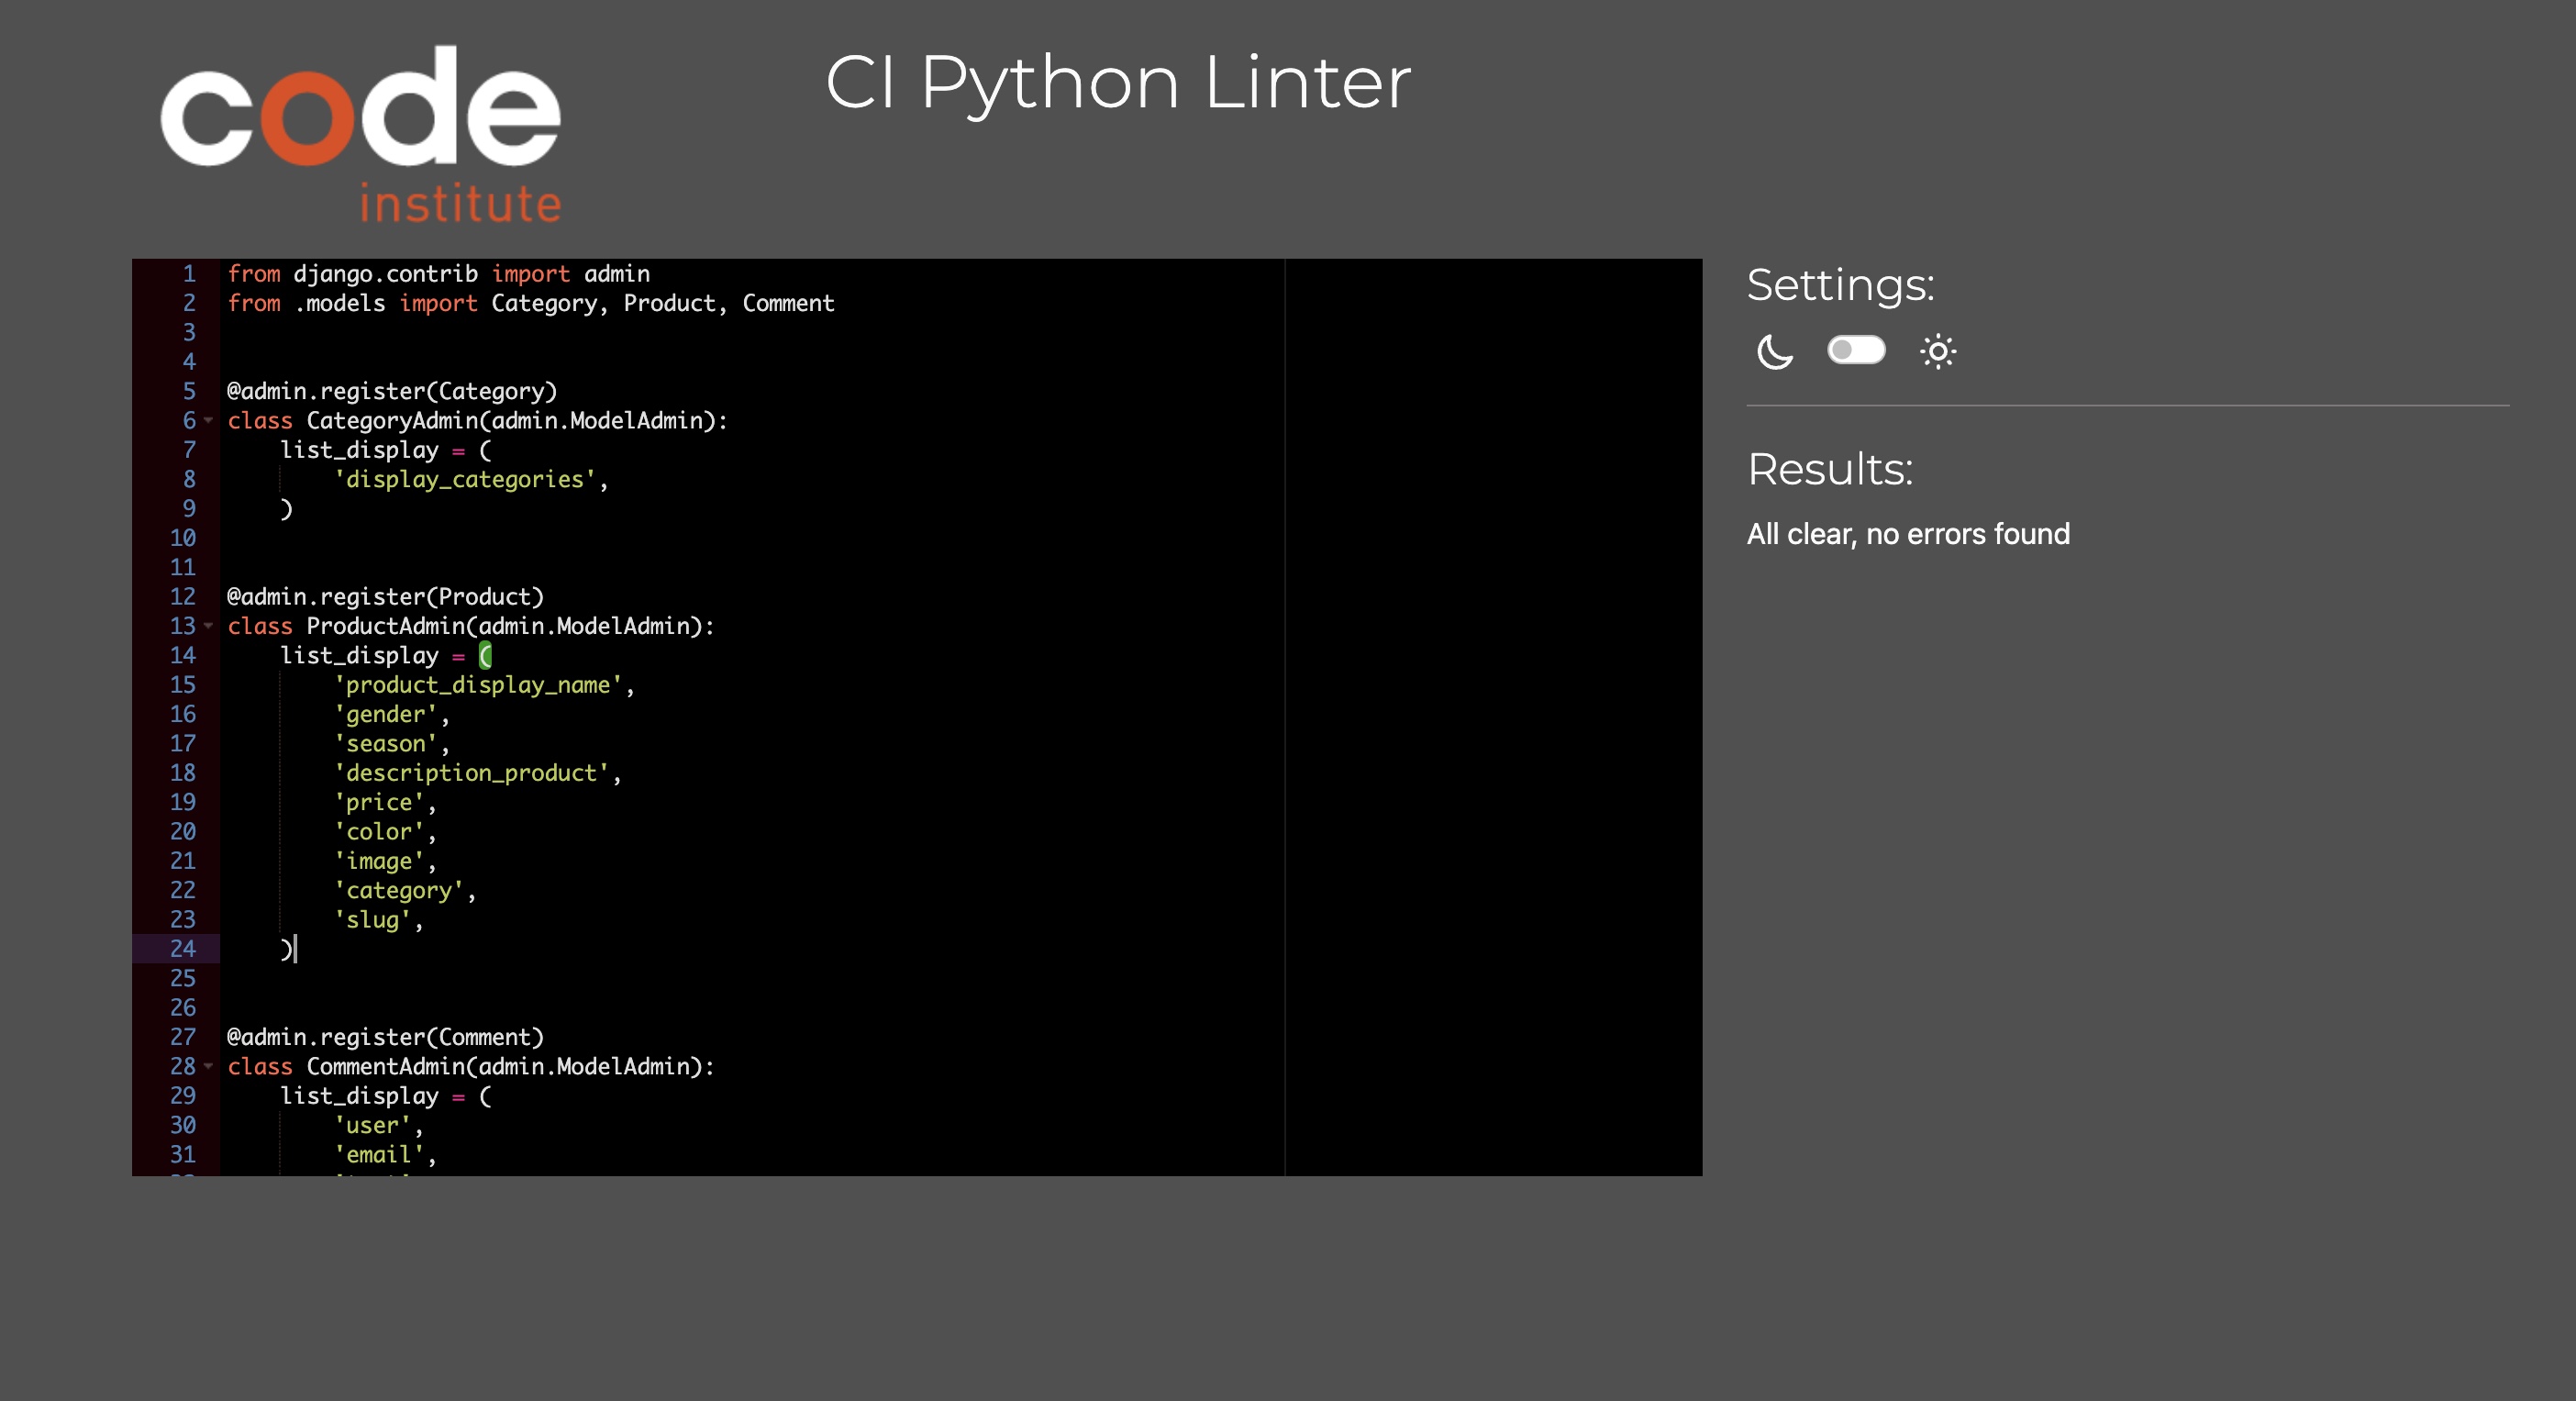 code
institute
CI Python Linter
1 from django.contrib import admin
2 from .models import Category, Product, Comment
3
4
5 @admin.register(Category)
6 class CategoryAdmin(admin.ModelAdmin):
7     list_display = (
8         'display_categories',
9     )
10
11
12 @admin.register(Product)
13 class ProductAdmin(admin.ModelAdmin):
14     list_display = (
15         'product_display_name',
16         'gender',
17         'season',
18         'description_product',
19         'price',
20         'color',
21         'image',
22         'category',
23         'slug',
24     )
25
26
27 @admin.register(Comment)
28 class CommentAdmin(admin.ModelAdmin):
29     list_display = (
30         'user',
31         'email',
Settings:
Results:
All clear, no errors found